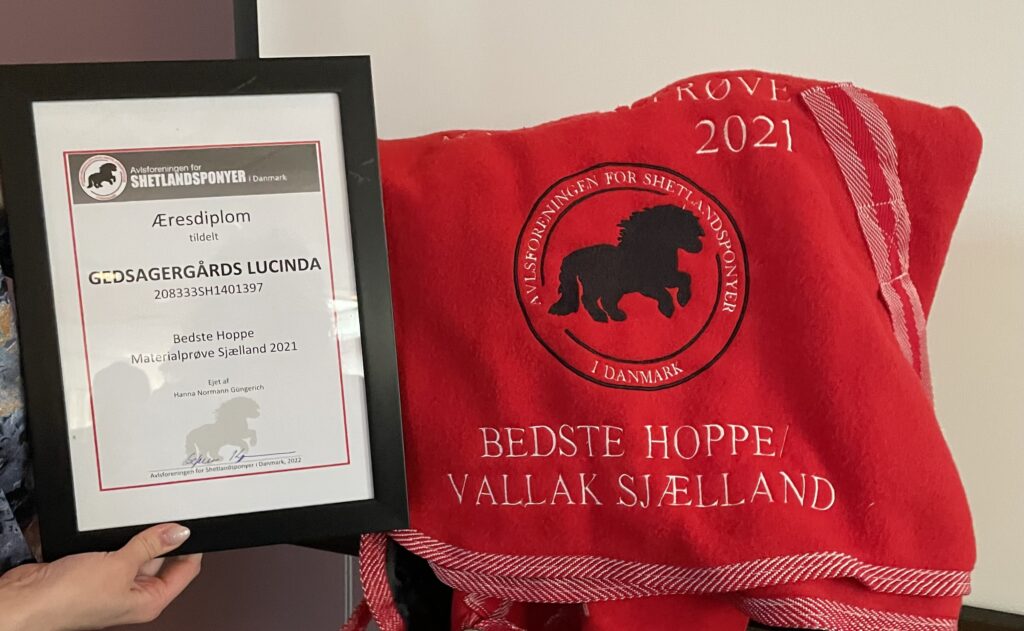 Avlsforeningen for
SHETLANDSPONYER i Danmark
Æresdiplom
tildelt
GEDSAGERGÅRDS LUCINDA
208333SH1401397
Bedste Hoppe
Materialprøve Sjælland 2021
Ejet af
Hanna Normann Güngerich
Avlsforeningen for Shetlandsponyer i Danmark, 2022
2021
AVLSFORENINGEN FOR SHETLANDSPONYER
I DANMARK
BEDSTE HOPPE/
VALLAK SJÆLLAND